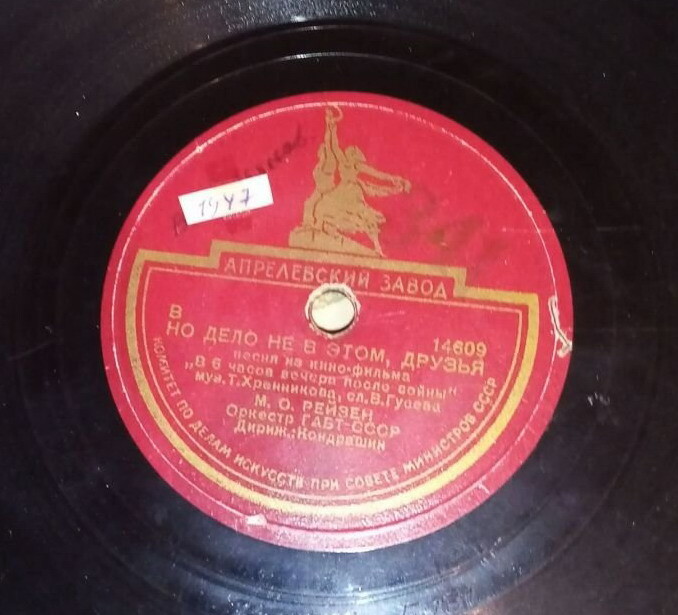 1947
АПРЕЛЕВСКИЙ ЗАВОД
В 14609
НО ДЕЛО НЕ В ЭТОМ, ДРУЗЬЯ
песня из кино-фильма
„В 6 часов вечера после войны"
муз. Т. Хренникова, сл. В. Гусева
М. О. РЕЙЗЕН
Оркестр ГАБТ-СССР
Дириж.: Кондрашин
КОМИТЕТ ПО ДЕЛАМ ИСКУССТВ ПРИ СОВЕТЕ МИНИСТРОВ СССР